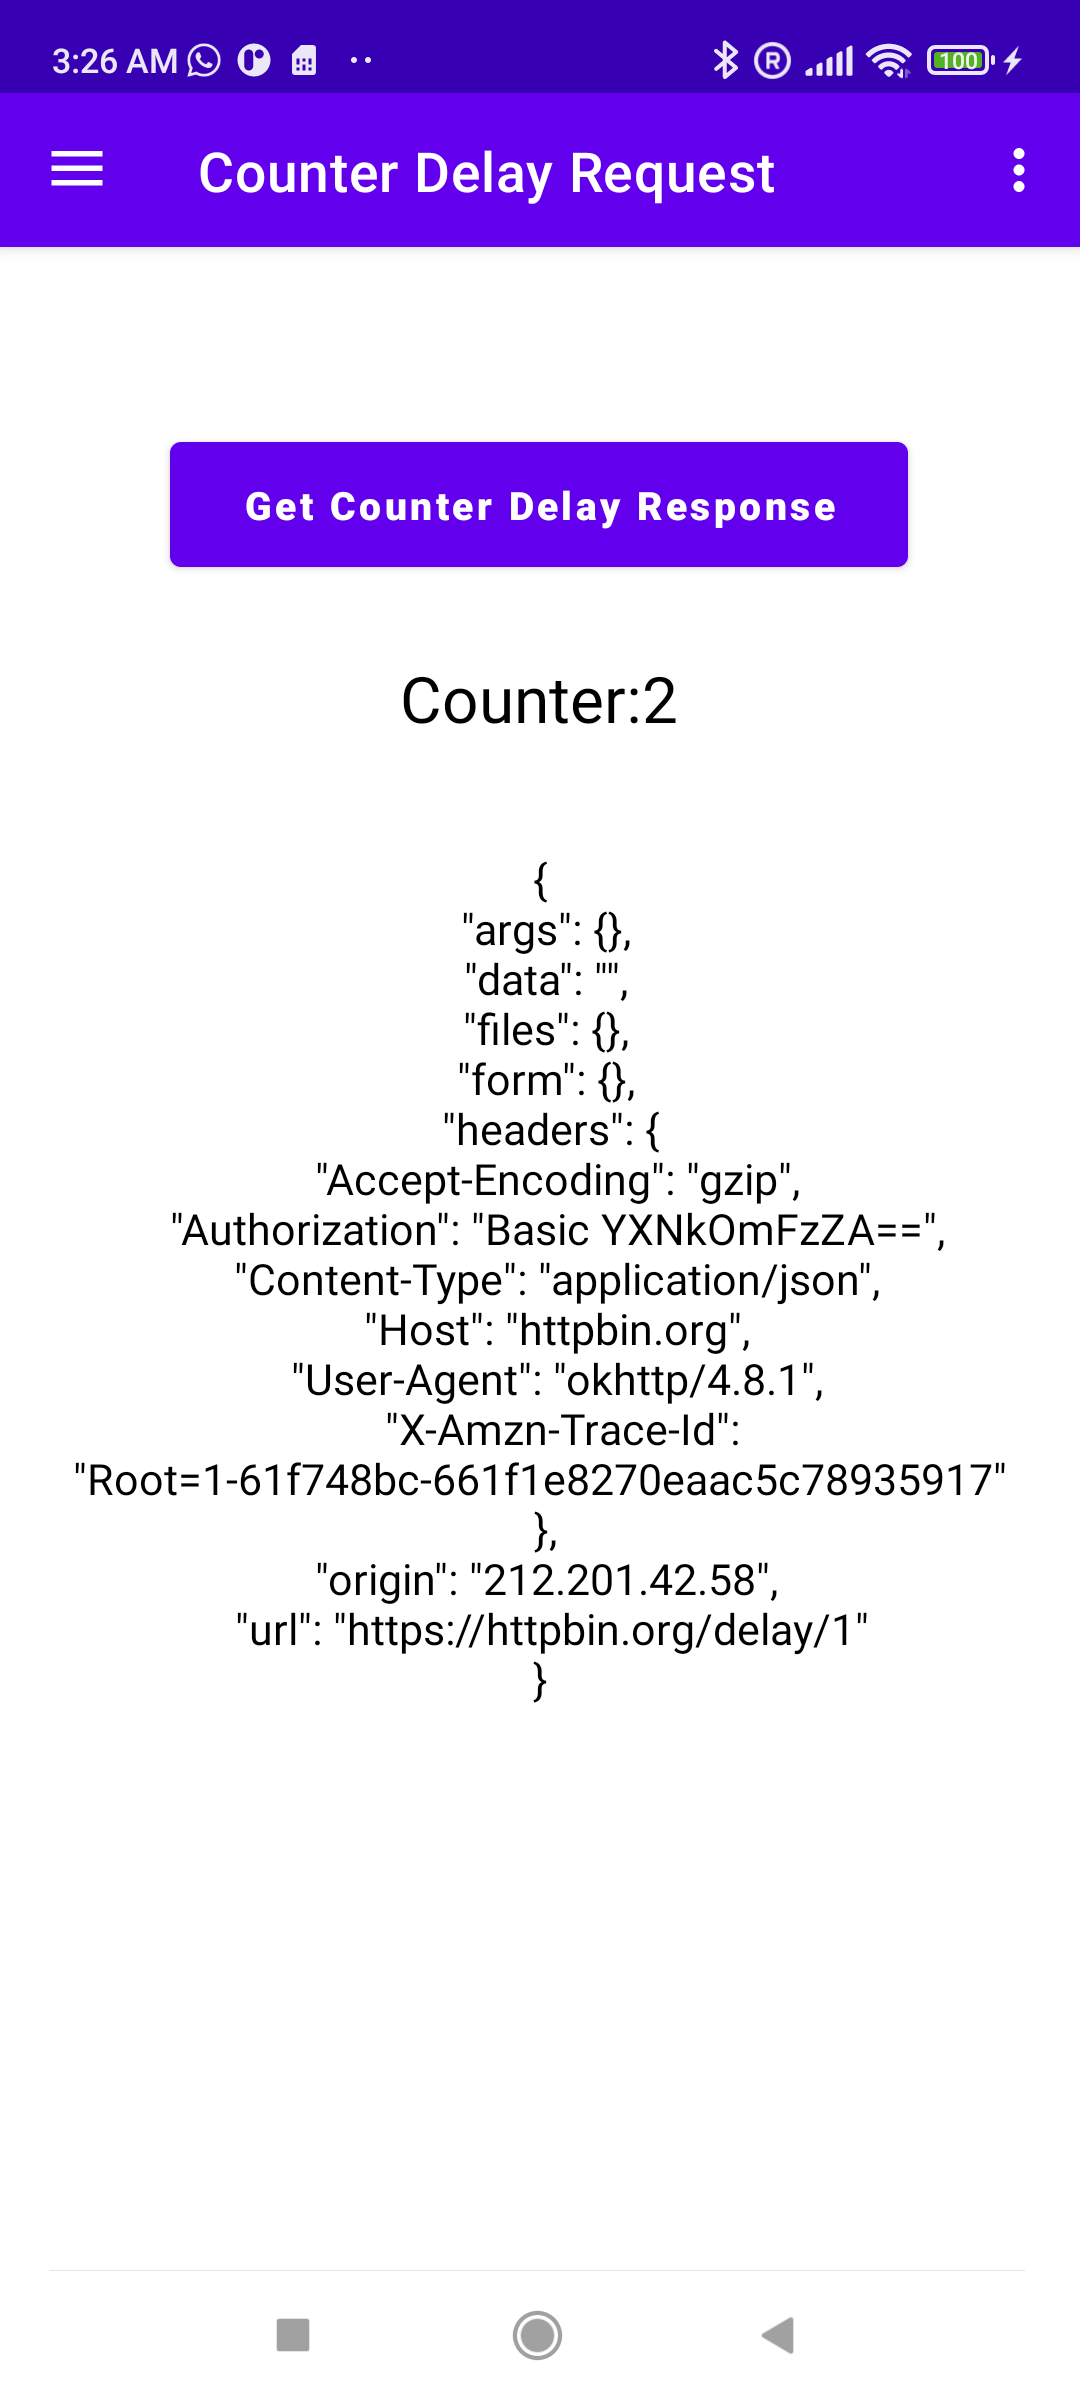 3:26 AM
100
Counter Delay Request
Get Counter Delay Response
Counter:2
{
"args": {},
"data": "",
"files": {},
"form": {},
"headers": {
"Accept-Encoding": "gzip",
"Authorization": "Basic YXNkOmFzZA==",
"Content-Type": "application/json",
"Host": "httpbin.org",
"User-Agent": "okhttp/4.8.1",
"X-Amzn-Trace-Id":
"Root=1-61f748bc-661f1e8270eaac5c78935917"
},
"origin": "212.201.42.58",
"url": "https://httpbin.org/delay/1"
}